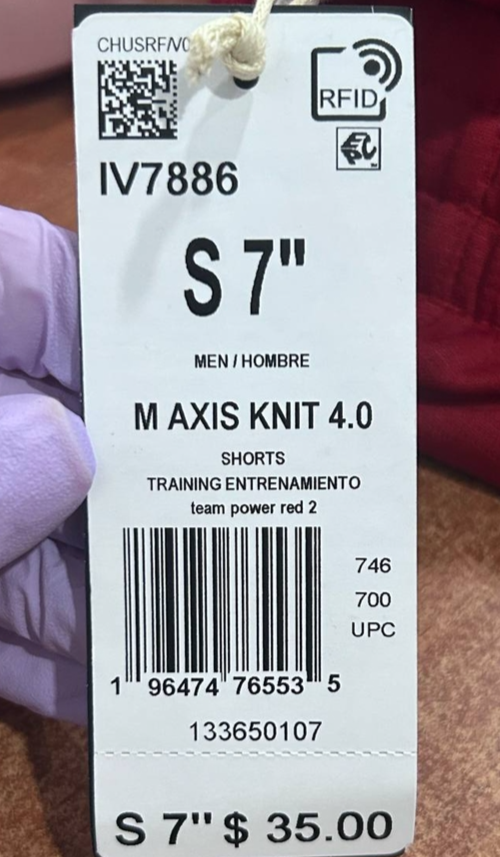 CHUSRF/VC
RFID
IV7886
S 7"
MEN / HOMBRE
M AXIS KNIT 4.0
SHORTS
TRAINING ENTRENAMIENTO
team power red 2
746
700
UPC
1 96474 76553 5
133650107
S 7" $ 35.00